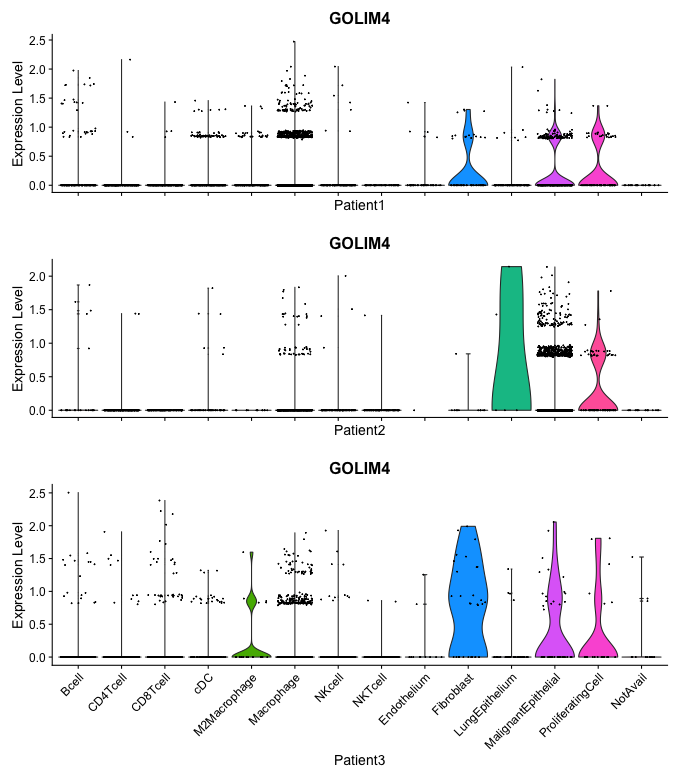 GOLIM4
Expression Level
2.5
2.0
1.5
1.0
0.5
0.0
Patient1
GOLIM4
Expression Level
2.0
1.5
1.0
0.5
0.0
Patient2
GOLIM4
Expression Level
2.5
2.0
1.5
1.0
0.5
0.0
Bcell
CD4Tcell
CD8Tcell
cDC
M2Macrophage
Macrophage
NKcell
NKTcell
Endothelium
Fibroblast
LungEpithelium
MalignantEpithelial
ProliferatingCell
NotAvail
Patient3